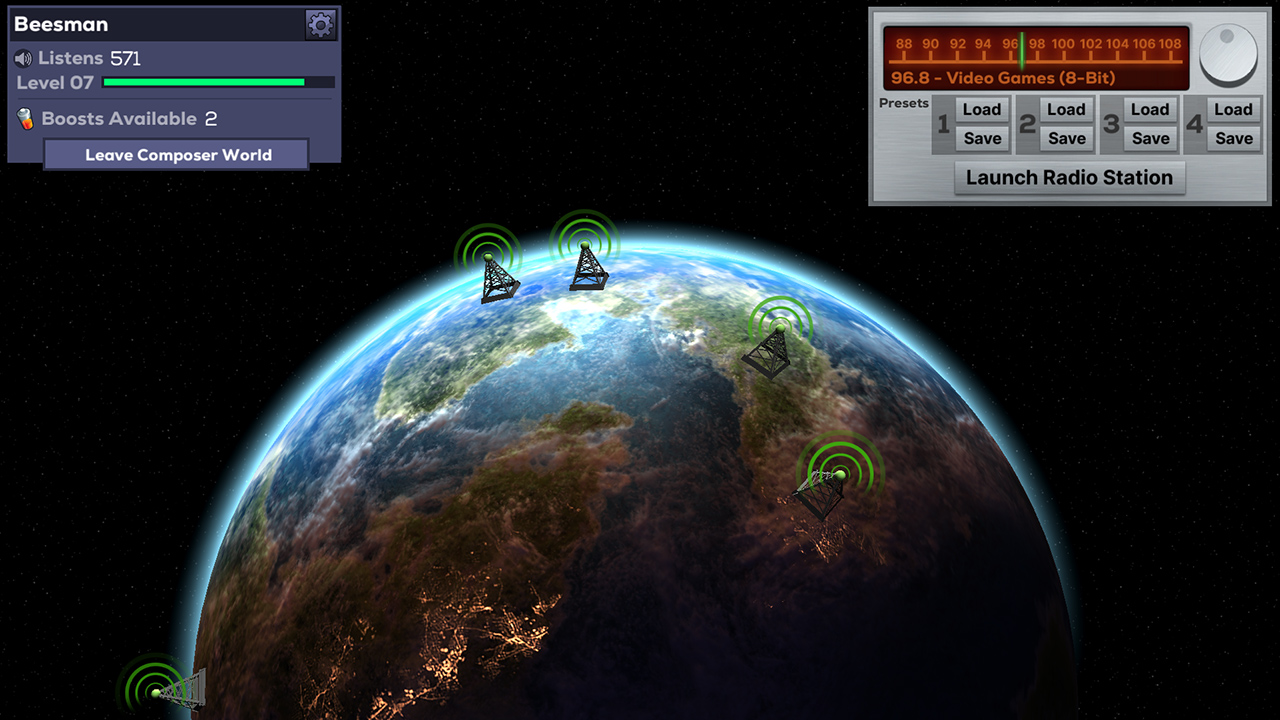 Beesman
Listens 571
Level 07
Boosts Available 2
Leave Composer World
88 90 92 94 96 98 100 102 104 106 108
96.8 - Video Games (8-Bit)
Presets
1 Load Save
2 Load Save
3 Load Save
4 Load Save
Launch Radio Station